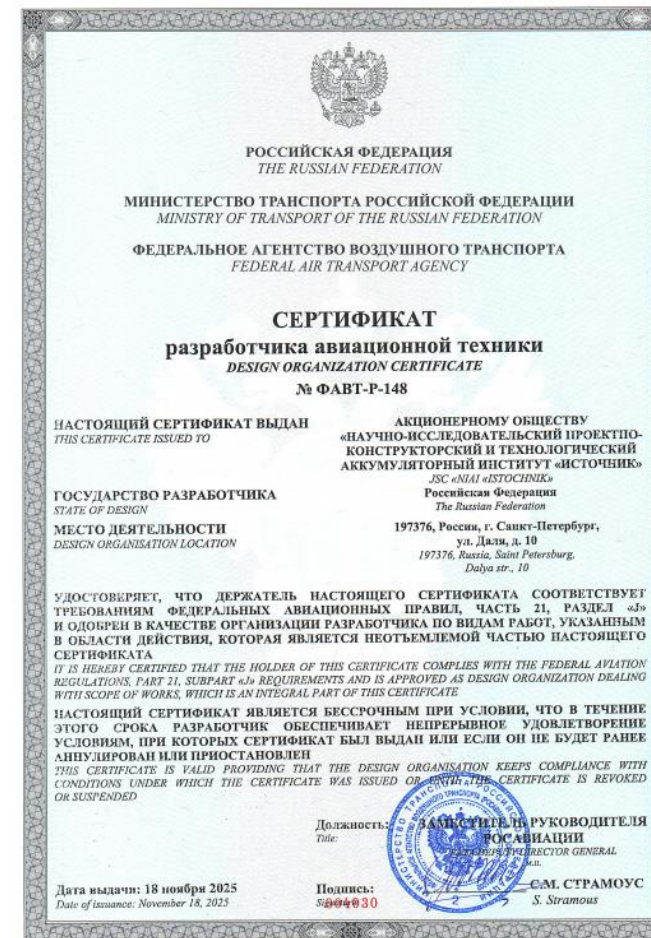 РОССИЙСКАЯ ФЕДЕРАЦИЯ
THE RUSSIAN FEDERATION
МИНИСТЕРСТВО ТРАНСПОРТА РОССИЙСКОЙ ФЕДЕРАЦИИ
MINISTRY OF TRANSPORT OF THE RUSSIAN FEDERATION
ФЕДЕРАЛЬНОЕ АГЕНТСТВО ВОЗДУШНОГО ТРАНСПОРТА
FEDERAL AIR TRANSPORT AGENCY
СЕРТИФИКАТ
разработчика авиационной техники
DESIGN ORGANIZATION CERTIFICATE
№ ФАВТ-Р-148
НАСТОЯЩИЙ СЕРТИФИКАТ ВЫДАН
THIS CERTIFICATE ISSUED TO
АКЦИОНЕРНОМУ ОБЩЕСТВУ
«НАУЧНО-ИССЛЕДОВАТЕЛЬСКИЙ ПРОЕКТНО-
КОНСТРУКТОРСКИЙ И ТЕХНОЛОГИЧЕСКИЙ
АККУМУЛЯТОРНЫЙ ИНСТИТУТ «ИСТОЧНИК»
JSC «NIAI «ISTOCHNIK»
ГОСУДАРСТВО РАЗРАБОТЧИКА
STATE OF DESIGN
Российская Федерация
The Russian Federation
МЕСТО ДЕЯТЕЛЬНОСТИ
DESIGN ORGANISATION LOCATION
197376, Россия, г. Санкт-Петербург,
ул. Даля, д. 10
197376, Russia, Saint Petersburg,
Dalya str., 10
УДОСТОВЕРЯЕТ, ЧТО ДЕРЖАТЕЛЬ НАСТОЯЩЕГО СЕРТИФИКАТА СООТВЕТСТВУЕТ
ТРЕБОВАНИЯМ ФЕДЕРАЛЬНЫХ АВИАЦИОННЫХ ПРАВИЛ, ЧАСТЬ 21, РАЗДЕЛ «J»
И ОДОБРЕН В КАЧЕСТВЕ ОРГАНИЗАЦИИ РАЗРАБОТЧИКА ПО ВИДАМ РАБОТ, УКАЗАННЫМ
В ОБЛАСТИ ДЕЙСТВИЯ, КОТОРАЯ ЯВЛЯЕТСЯ НЕОТЪЕМЛЕМОЙ ЧАСТЬЮ НАСТОЯЩЕГО
СЕРТИФИКАТА
IT IS HEREBY CERTIFIED THAT THE HOLDER OF THIS CERTIFICATE COMPLIES WITH THE FEDERAL AVIATION
REGULATIONS, PART 21, SUBPART «J» REQUIREMENTS AND IS APPROVED AS DESIGN ORGANIZATION DEALING
WITH SCOPE OF WORKS, WHICH IS AN INTEGRAL PART OF THIS CERTIFICATE
НАСТОЯЩИЙ СЕРТИФИКАТ ЯВЛЯЕТСЯ БЕССРОЧНЫМ ПРИ УСЛОВИИ, ЧТО В ТЕЧЕНИЕ
ЭТОГО СРОКА РАЗРАБОТЧИК ОБЕСПЕЧИВАЕТ НЕПРЕРЫВНОЕ УДОВЛЕТВОРЕНИЕ
УСЛОВИЯМ, ПРИ КОТОРЫХ СЕРТИФИКАТ БЫЛ ВЫДАН ИЛИ ЕСЛИ ОН НЕ БУДЕТ РАНЕЕ
АННУЛИРОВАН ИЛИ ПРИОСТАНОВЛЕН
THIS CERTIFICATE IS VALID PROVIDING THAT THE DESIGN ORGANISATION KEEPS COMPLIANCE WITH
CONDITIONS UNDER WHICH THE CERTIFICATE WAS ISSUED OR UNTIL THE CERTIFICATE IS REVOKED
OR SUSPENDED
Должность:
Title:
ЗАМЕСТИТЕЛЬ РУКОВОДИТЕЛЯ
РОСАВИАЦИИ
DEPUTY DIRECTOR GENERAL
м.п.
Дата выдачи: 18 ноября 2025
Date of issuance: November 18, 2025
Подпись:
С.М. СТРАМОУС
S. Stramous